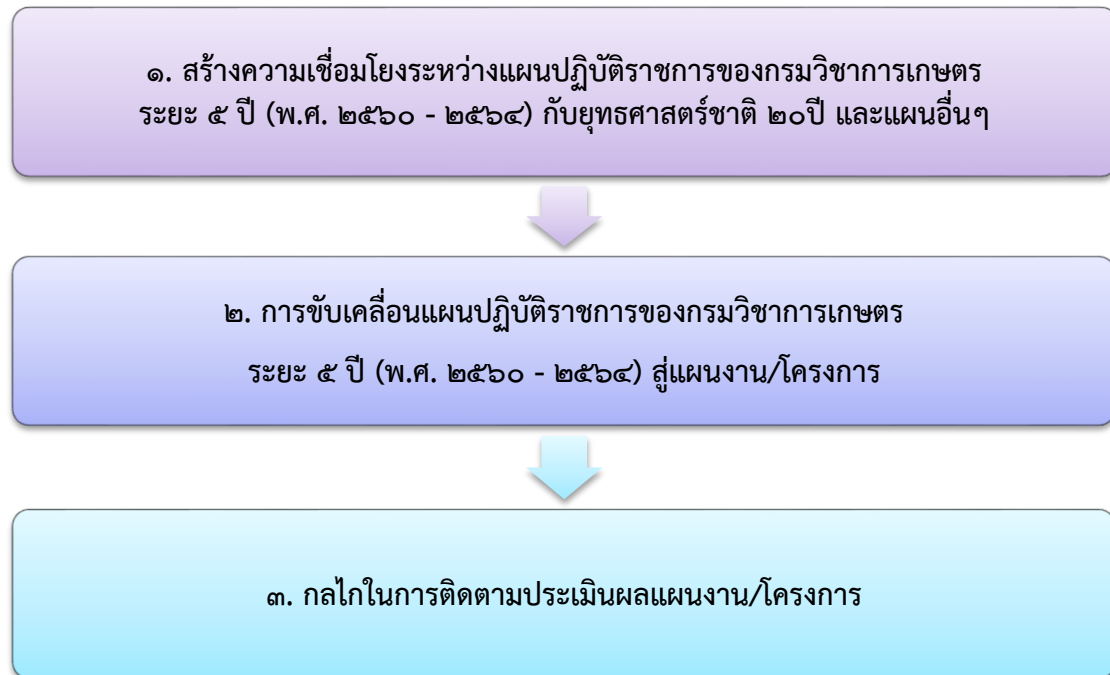 ๑. สร้างความเชื่อมโยงระหว่างแผนปฏิบัติราชการของกรมวิชาการเกษตร
ระยะ ๕ ปี (พ.ศ. ๒๕๖๐ - ๒๕๖๔) กับยุทธศาสตร์ชาติ ๒๐ปี และแผนอื่นๆ
๒. การขับเคลื่อนแผนปฏิบัติราชการของกรมวิชาการเกษตร
ระยะ ๕ ปี (พ.ศ. ๒๕๖๐ - ๒๕๖๔) สู่แผนงาน/โครงการ
๓. กลไกในการติดตามประเมินผลแผนงาน/โครงการ